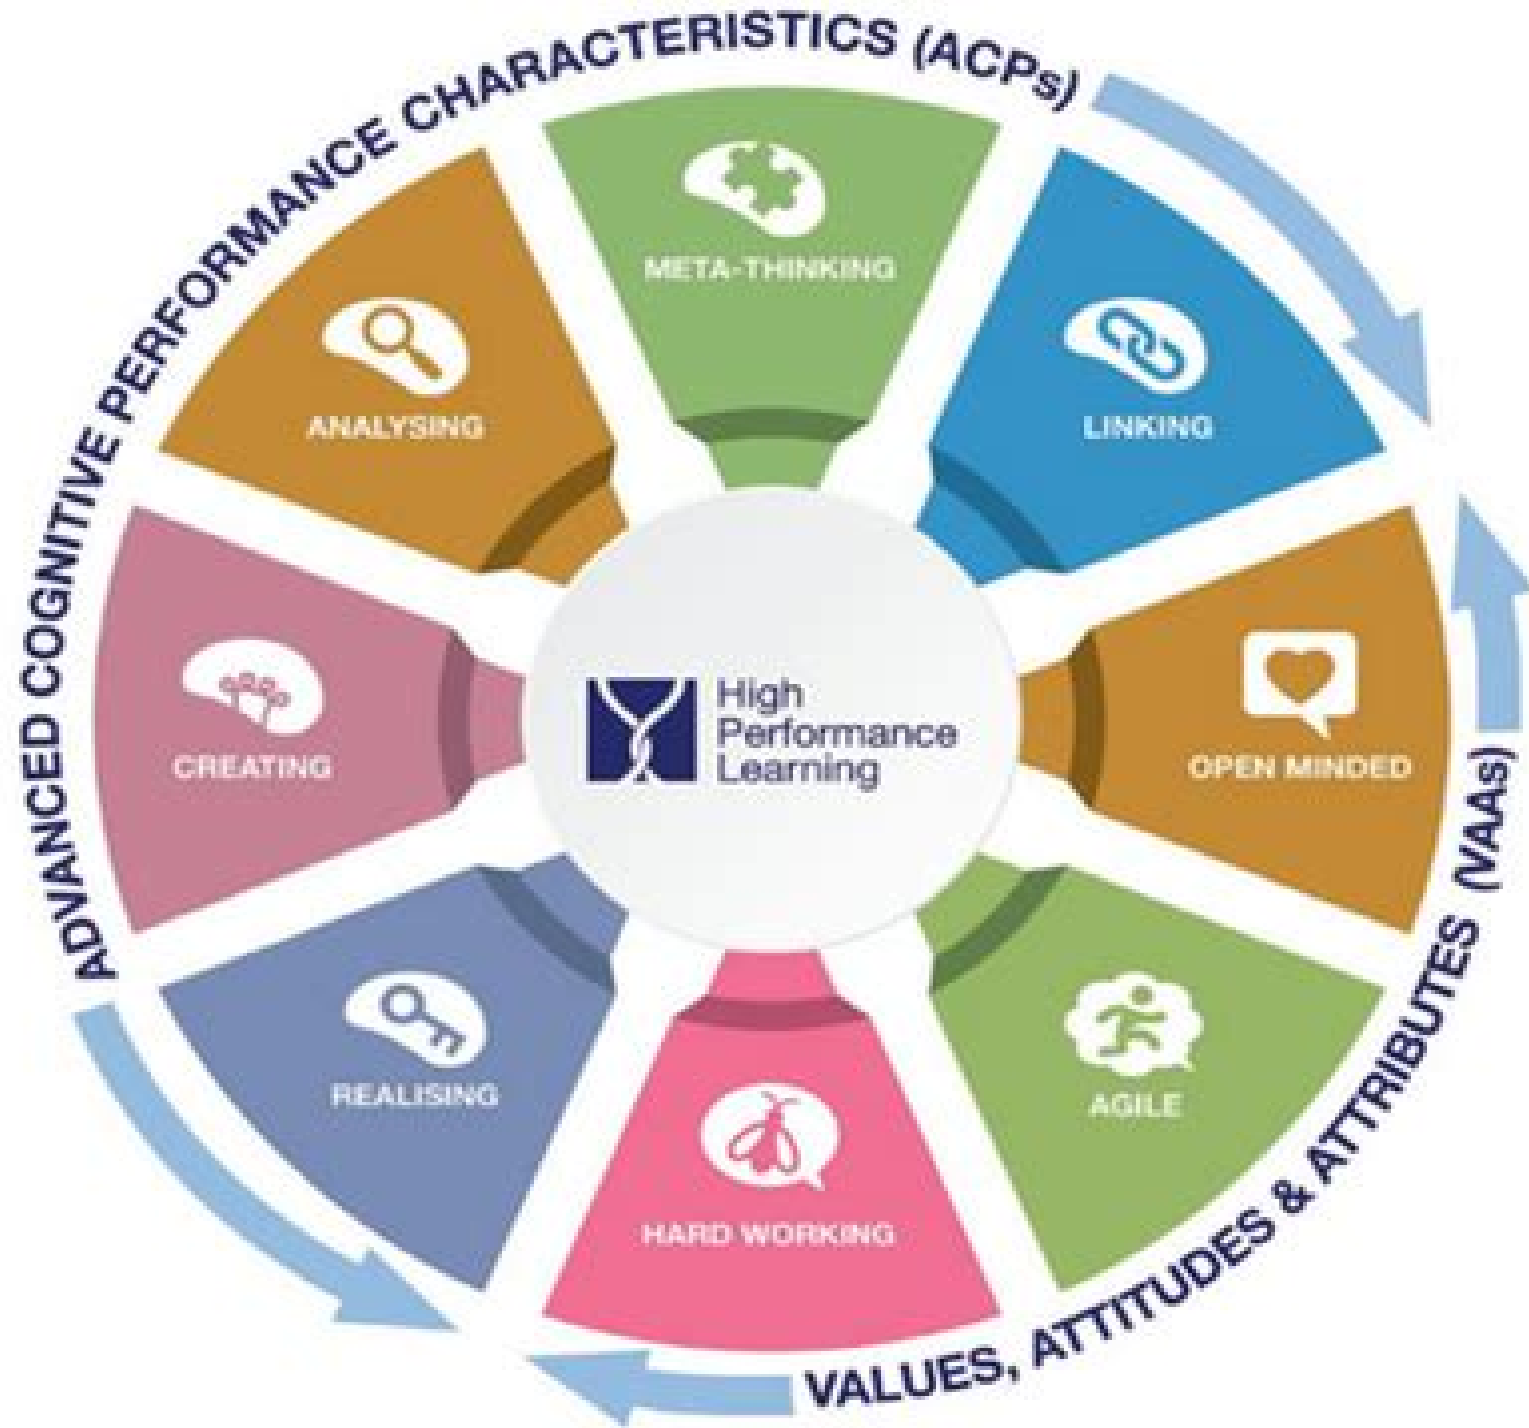 ADVANCED COGNITIVE PERFORMANCE CHARACTERISTICS (ACPs)
META-THINKING
LINKING
ANALYSING
CREATING
REALISING
High
Performance
Learning
OPEN MINDED
AGILE
HARD WORKING
VALUES, ATTITUDES & ATTRIBUTES (VAAs)